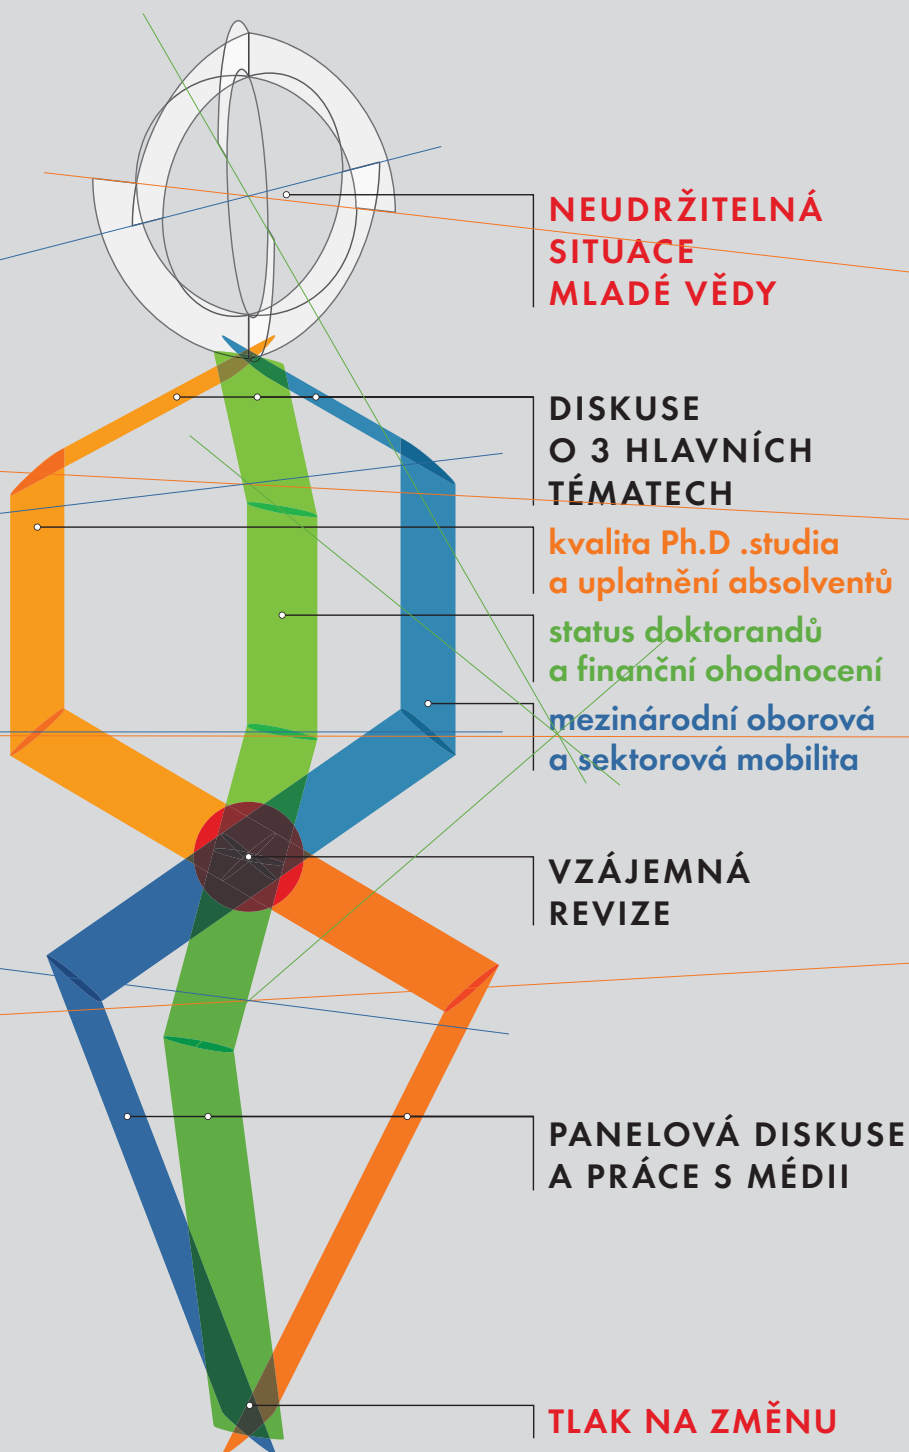 NEUDRŽITELNÁ
SITUACE
MLADÉ VĚDY
DISKUSE
O 3 HLAVNÍCH
TÉMATECH
kvalita Ph.D .studia
a uplatnění absolventů
status doktorandů
a finanční ohodnocení
mezinárodní oborová
a sektorová mobilita
VZÁJEMNÁ
REVIZE
PANELOVÁ DISKUSE
A PRÁCE S MÉDII
TLAK NA ZMĚNU